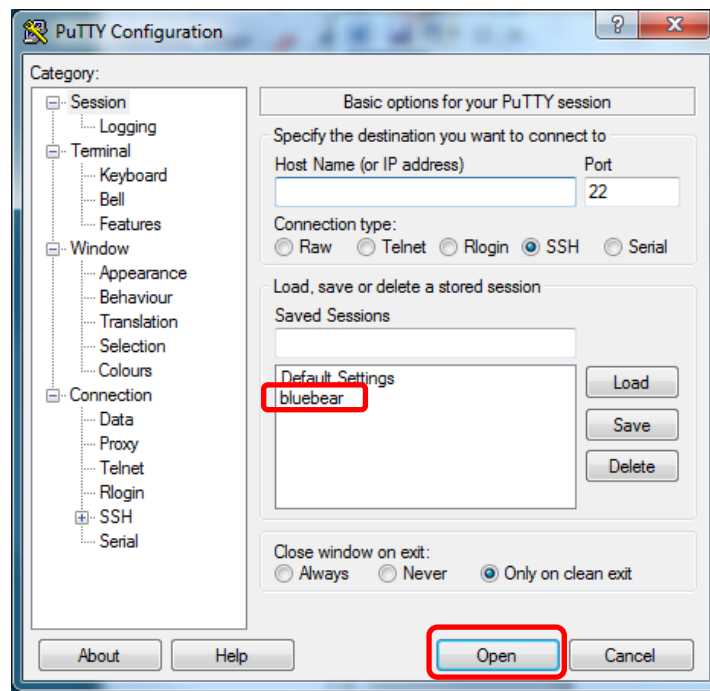 PuTTY Configuration
?
X
Category:
Session
Logging
Terminal
Keyboard
Bell
Features
Window
Appearance
Behaviour
Translation
Selection
Colours
Connection
Data
Proxy
Telnet
Rlogin
SSH
Serial
Basic options for your PuTTY session
Specify the destination you want to connect to
Host Name (or IP address) Port
22
Connection type:
Raw Telnet Rlogin SSH Serial
Load, save or delete a stored session
Saved Sessions
Default Settings
bluebear
Load
Save
Delete
Close window on exit:
Always Never Only on clean exit
About Help Open Cancel